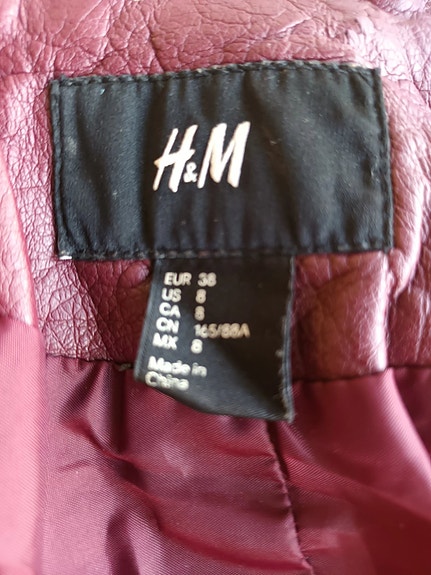 H&M
EUR 38
US 8
CA 8
CN 165/88A
MX 8
Made in
China